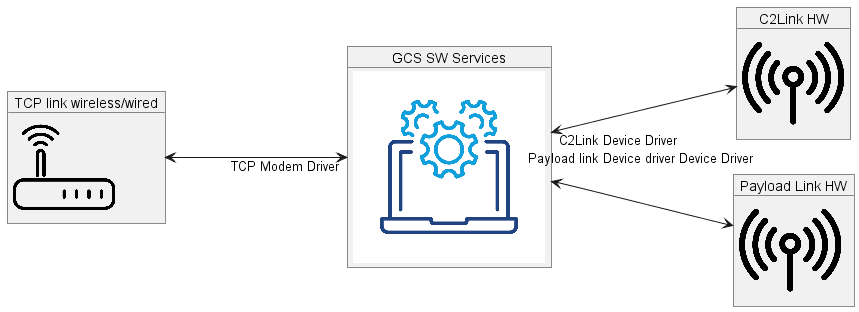 C2Link HW
GCS SW Services
TCP link wireless/wired
C2Link Device Driver
Payload link Device driver Device Driver
TCP Modem Driver
Payload Link HW